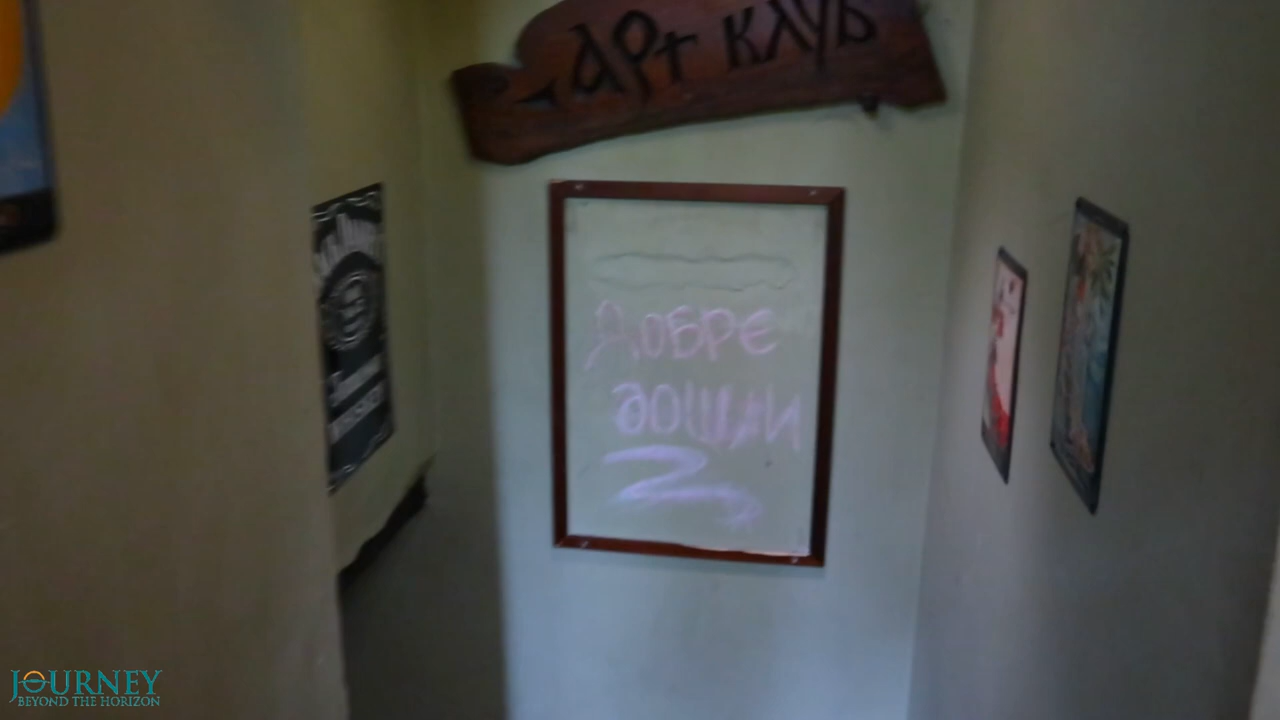 Арт клуб
ДОБРЕ
ДОШЛИ
JOURNEY
BEYOND THE HORIZON